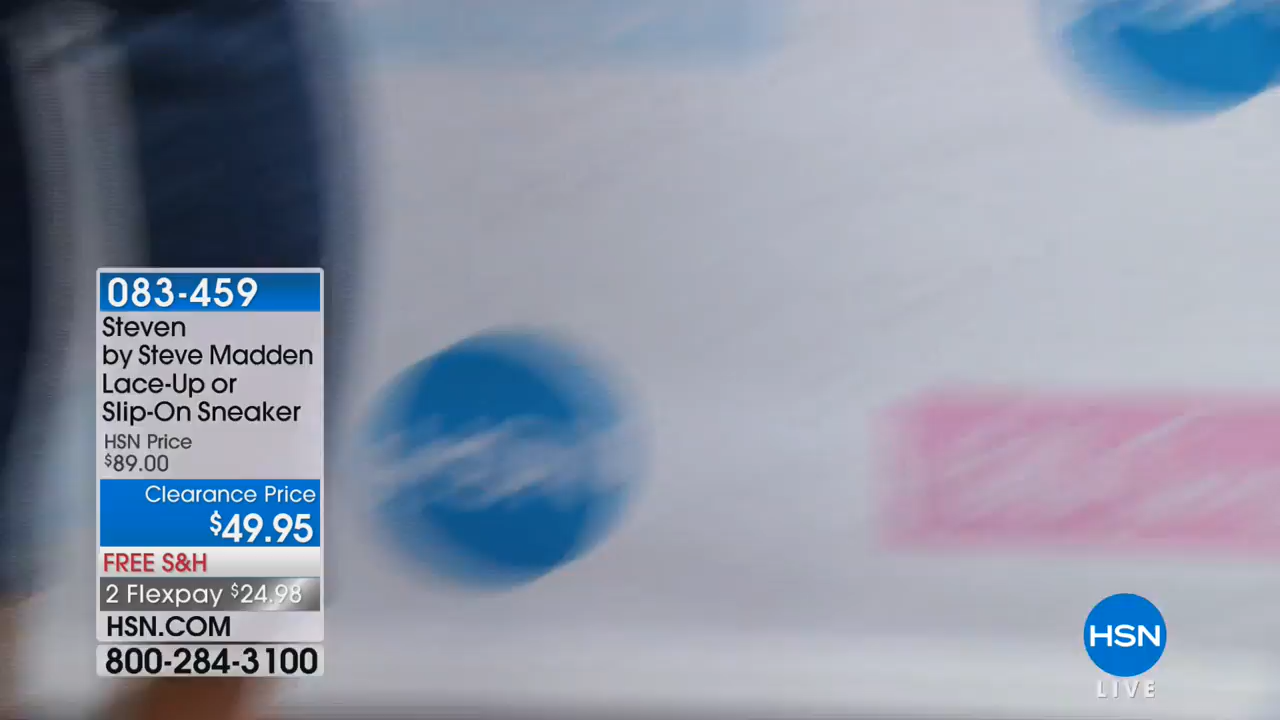 083-459
Steven
by Steve Madden
Lace-Up or
Slip-On Sneaker
HSN Price
$89.00
Clearance Price
$49.95
FREE S&H
2 Flexpay $24.98
HSN.COM
800-284-3100
HSN
LIVE